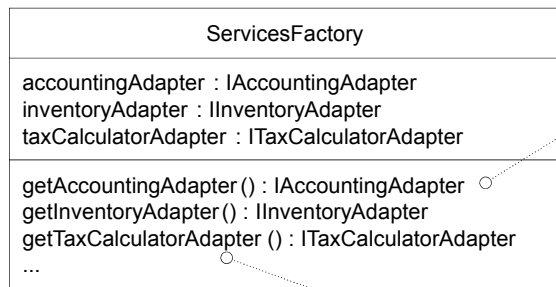 ServicesFactory
accountingAdapter : IAccountingAdapter
inventoryAdapter : IInventoryAdapter
taxCalculatorAdapter : ITaxCalculatorAdapter
getAccountingAdapter() : IAccountingAdapter
getInventoryAdapter() : IInventoryAdapter
getTaxCalculatorAdapter () : ITaxCalculatorAdapter
...